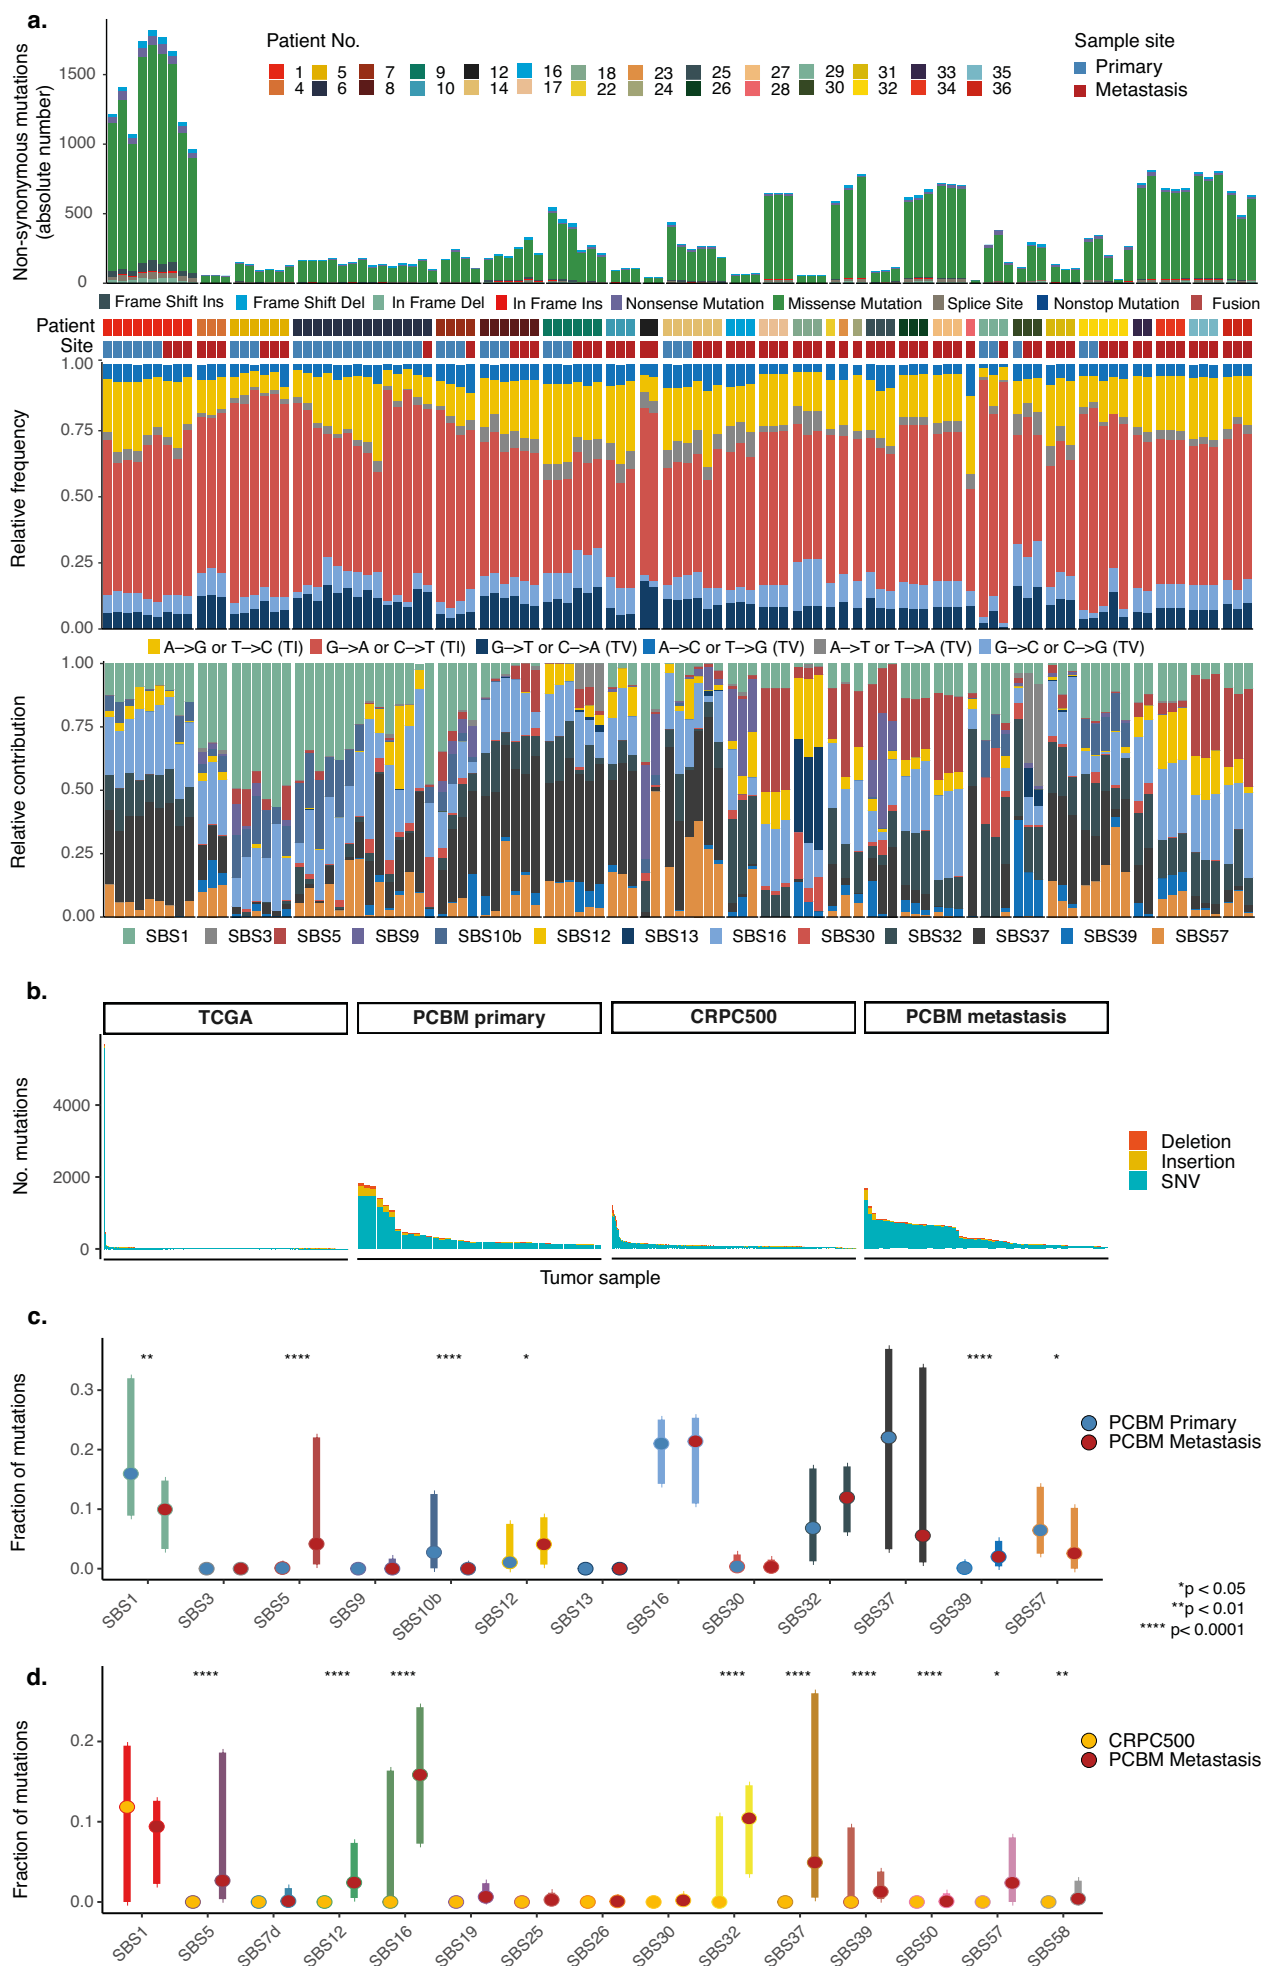 a.
Non-synonymous mutations
(absolute number)
1500
1000
500
0
Patient No.
1 5 7 9 12 16 18 23 25 27 29 31 33 35
4 6 8 10 14 17 22 24 26 28 30 32 34 36
Sample site
Primary
Metastasis
Frame Shift Ins Frame Shift Del In Frame Del In Frame Ins Nonsense Mutation Missense Mutation Splice Site Nonstop Mutation Fusion
Patient
Site
Relative frequency
1.00
0.75
0.50
0.25
0.00
A–>G or T–>C (TI) G–>A or C–>T (TI) G–>T or C–>A (TV) A–>C or T–>G (TV) A–>T or T–>A (TV) G–>C or C–>G (TV)
Relative contribution
1.00
0.75
0.50
0.25
0.00
SBS1 SBS3 SBS5 SBS9 SBS10b SBS12 SBS13 SBS16 SBS30 SBS32 SBS37 SBS39 SBS57
b.
TCGA PCBM primary CRPC500 PCBM metastasis
No. mutations
4000
2000
0
Tumor sample
Deletion
Insertion
SNV
c.
Fraction of mutations
0.3
0.2
0.1
0.0
** **** **** * **** *
SBS1 SBS3 SBS5 SBS9 SBS10b SBS12 SBS13 SBS16 SBS30 SBS32 SBS37 SBS39 SBS57
PCBM Primary
PCBM Metastasis
*p < 0.05
**p < 0.01
**** p< 0.0001
d.
Fraction of mutations
0.2
0.1
0.0
**** **** **** **** **** **** **** * **
SBS1 SBS5 SBS7d SBS12 SBS16 SBS19 SBS25 SBS26 SBS30 SBS32 SBS37 SBS39 SBS50 SBS57 SBS58
CRPC500
PCBM Metastasis